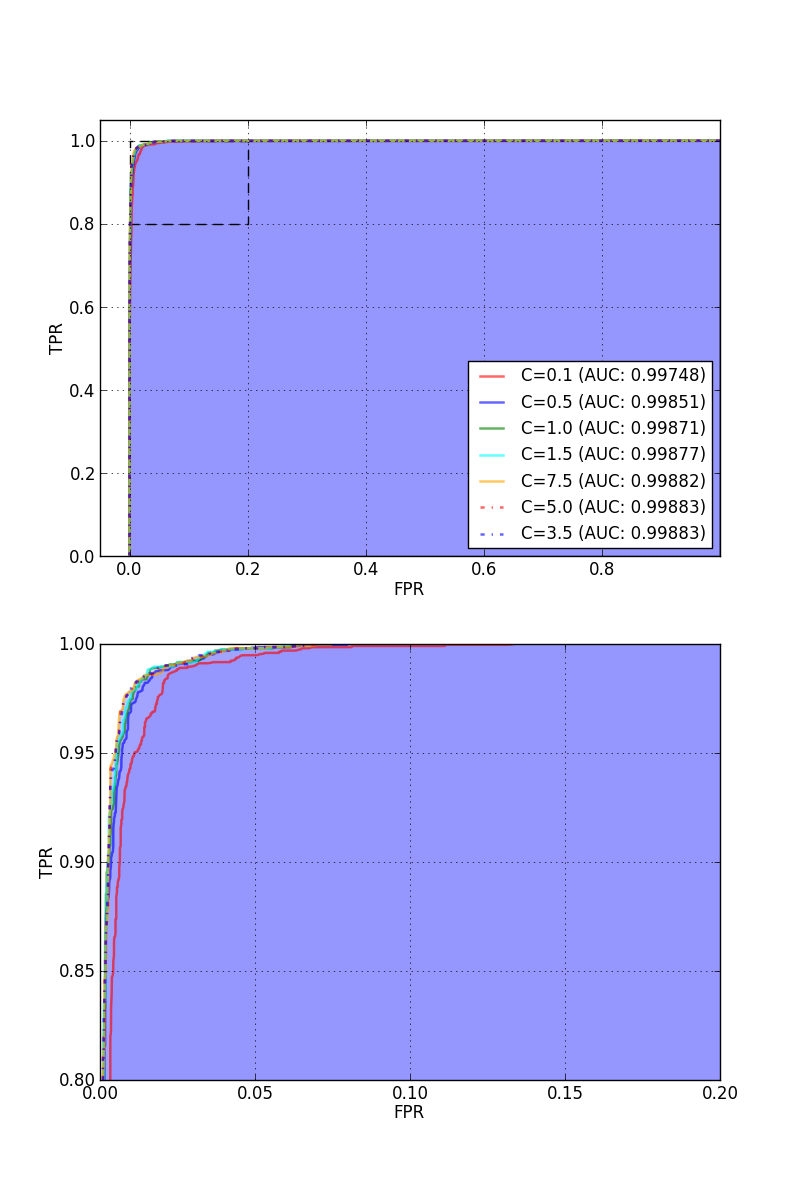 1.0
0.8
0.6
0.4
0.2
0.0
TPR
C=0.1 (AUC: 0.99748)
C=0.5 (AUC: 0.99851)
C=1.0 (AUC: 0.99871)
C=1.5 (AUC: 0.99877)
C=7.5 (AUC: 0.99882)
C=5.0 (AUC: 0.99883)
C=3.5 (AUC: 0.99883)
0.0 0.2 0.4 0.6 0.8
FPR
1.00
0.95
0.90
0.85
0.80
TPR
0.00 0.05 0.10 0.15 0.20
FPR